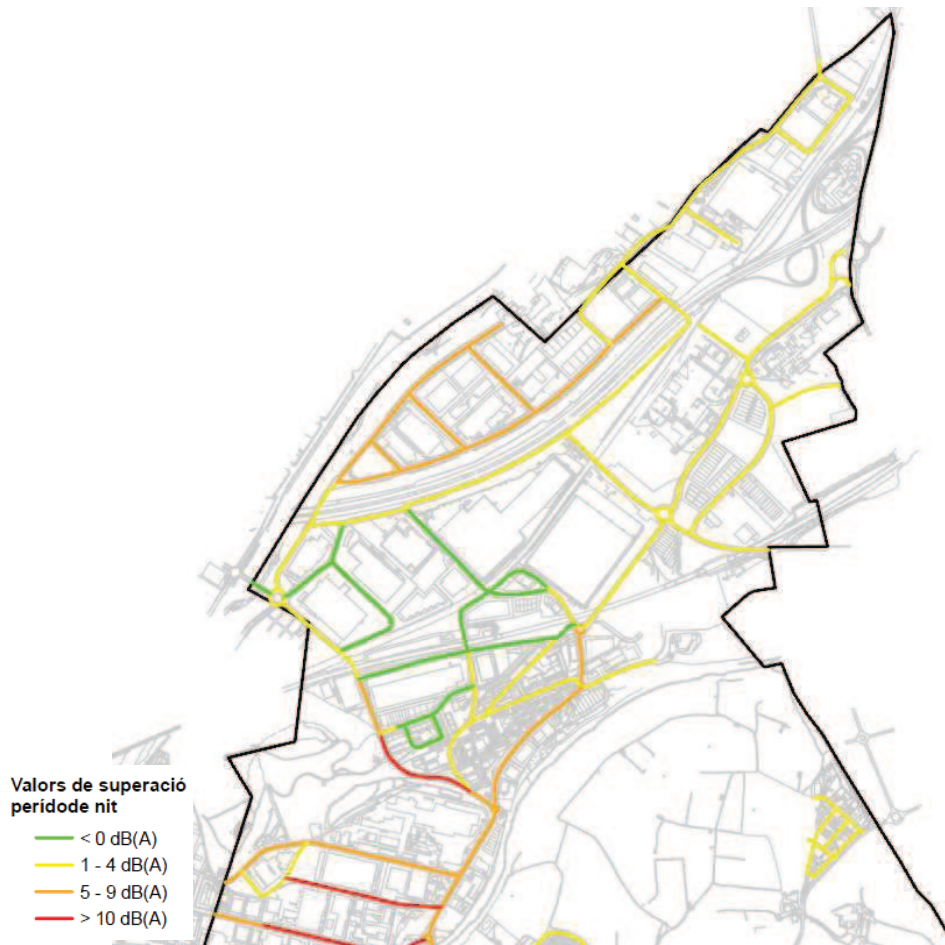 Valors de superació
perídode nit
< 0 dB(A)
1 - 4 dB(A)
5 - 9 dB(A)
> 10 dB(A)